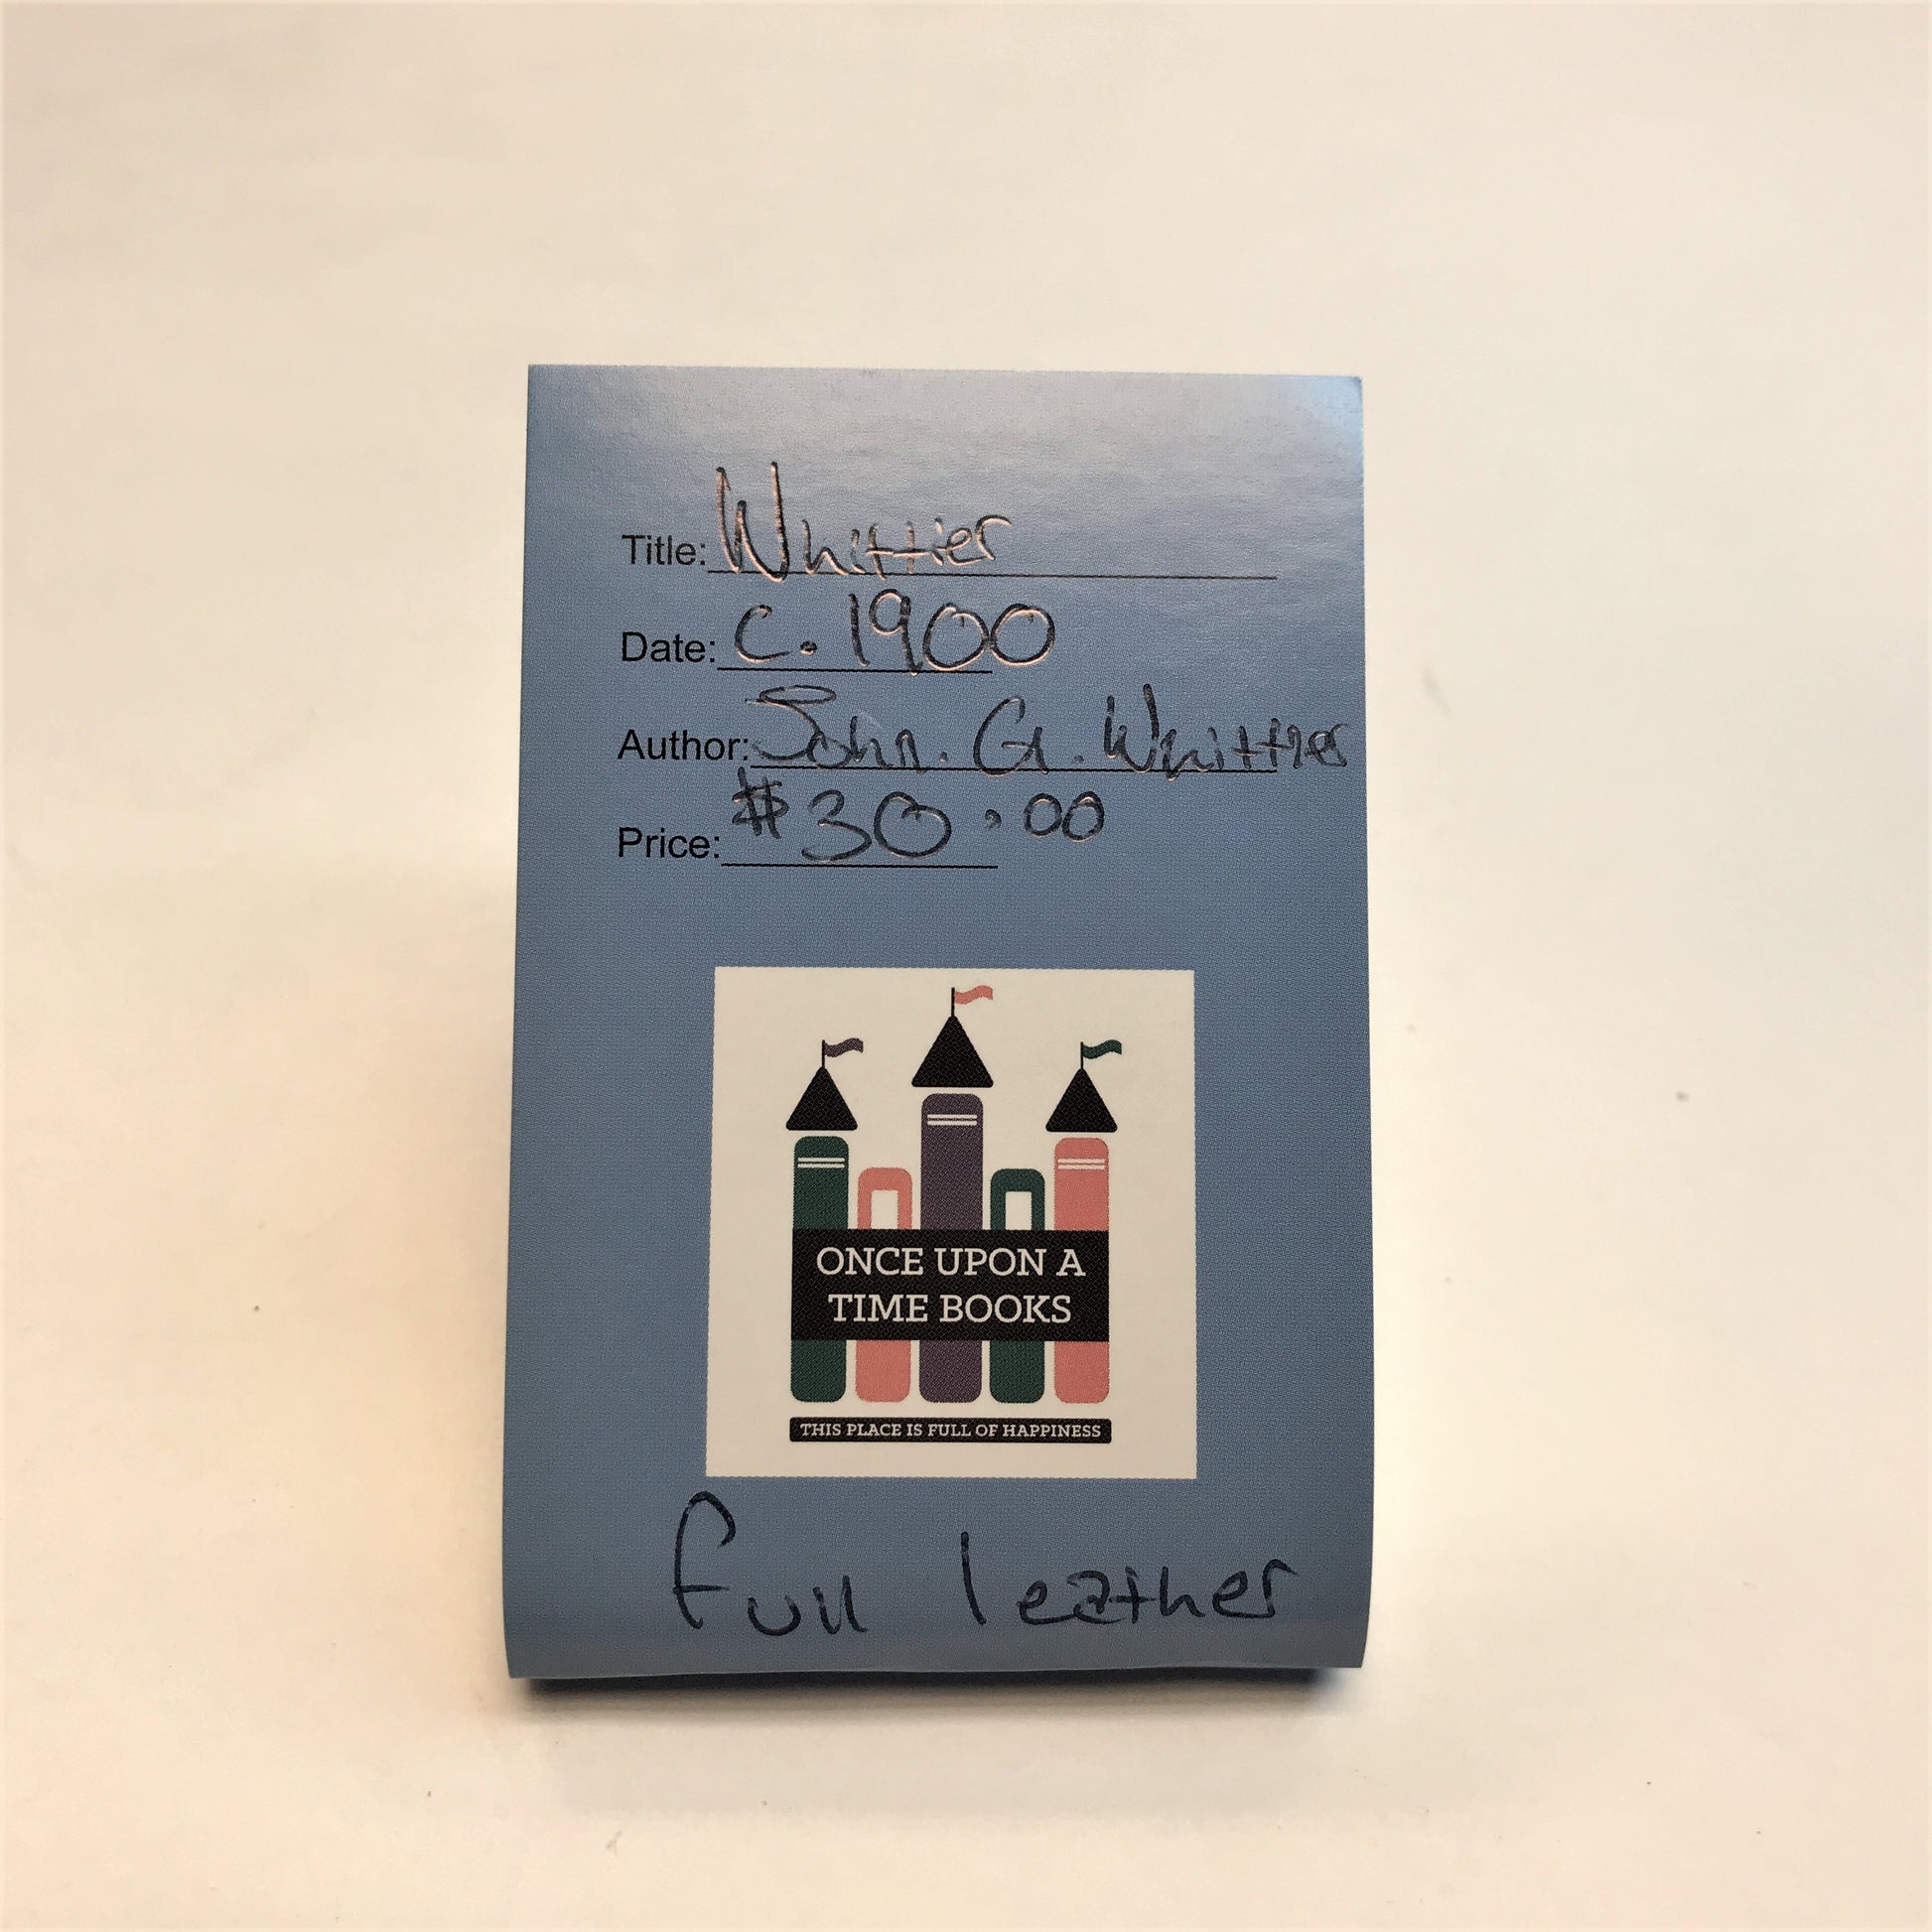 Title: Whittier
Date: c. 1900
Author: John. G. Whittier
Price: $30.00
ONCE UPON A
TIME BOOKS
THIS PLACE IS FULL OF HAPPINESS
full leather